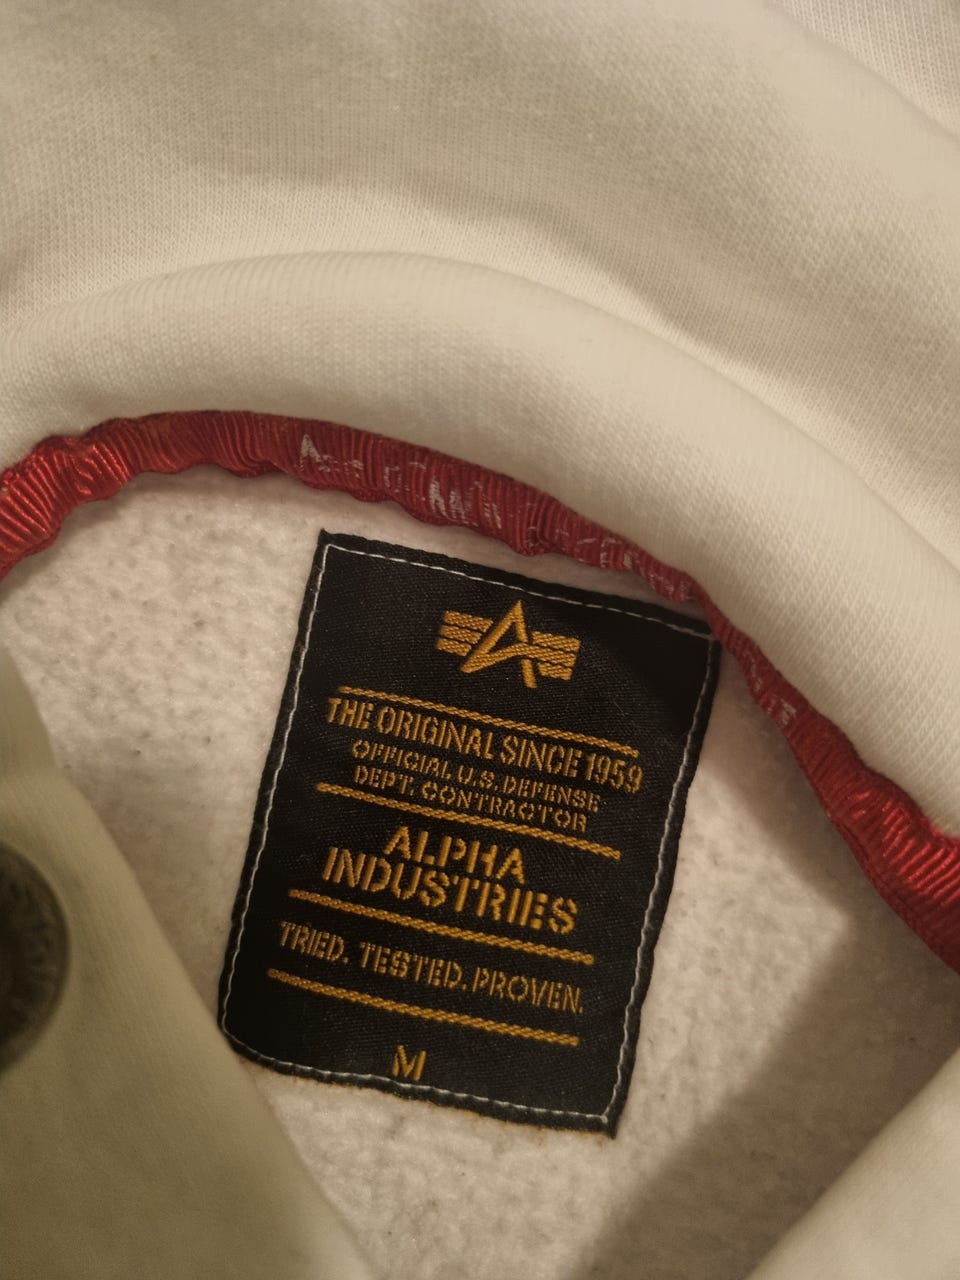 THE ORIGINAL SINCE 1959
OFFICIAL U.S. DEFENSE
DEPT. CONTRACTOR
ALPHA
INDUSTRIES
TRIED. TESTED. PROVEN.
M